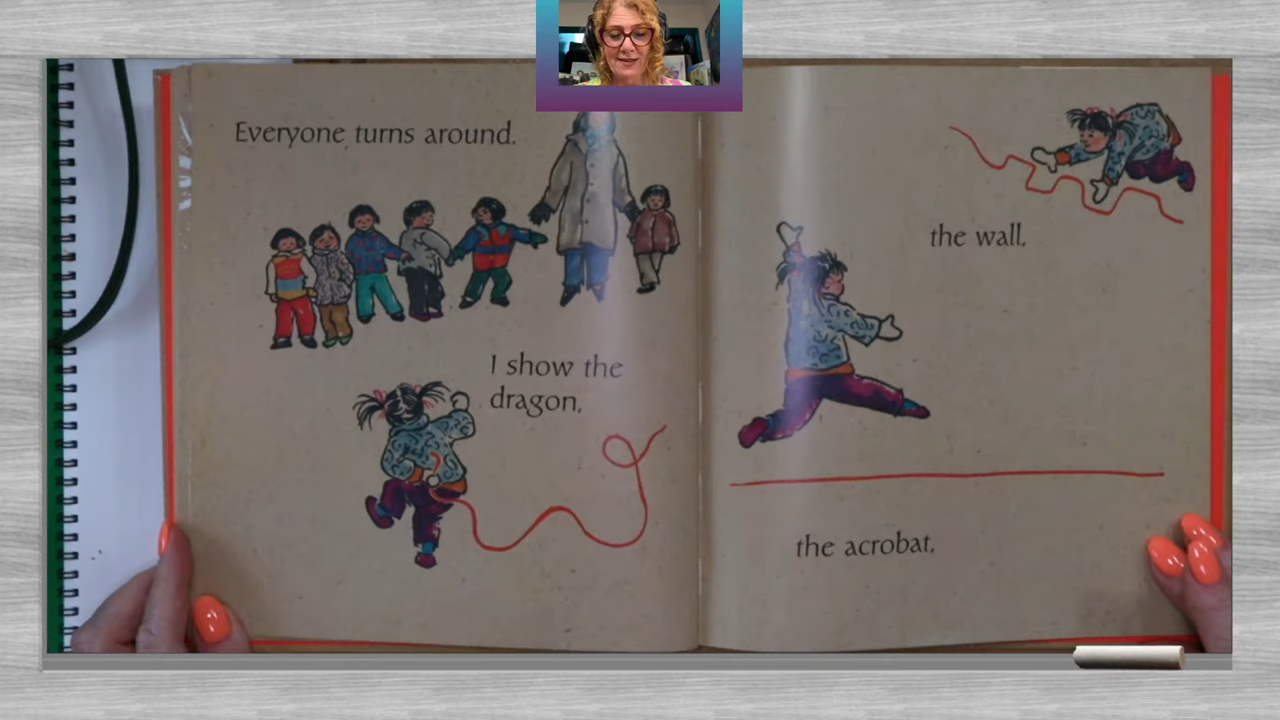 Everyone turns around.
I show the
dragon,
the wall,
the acrobat,